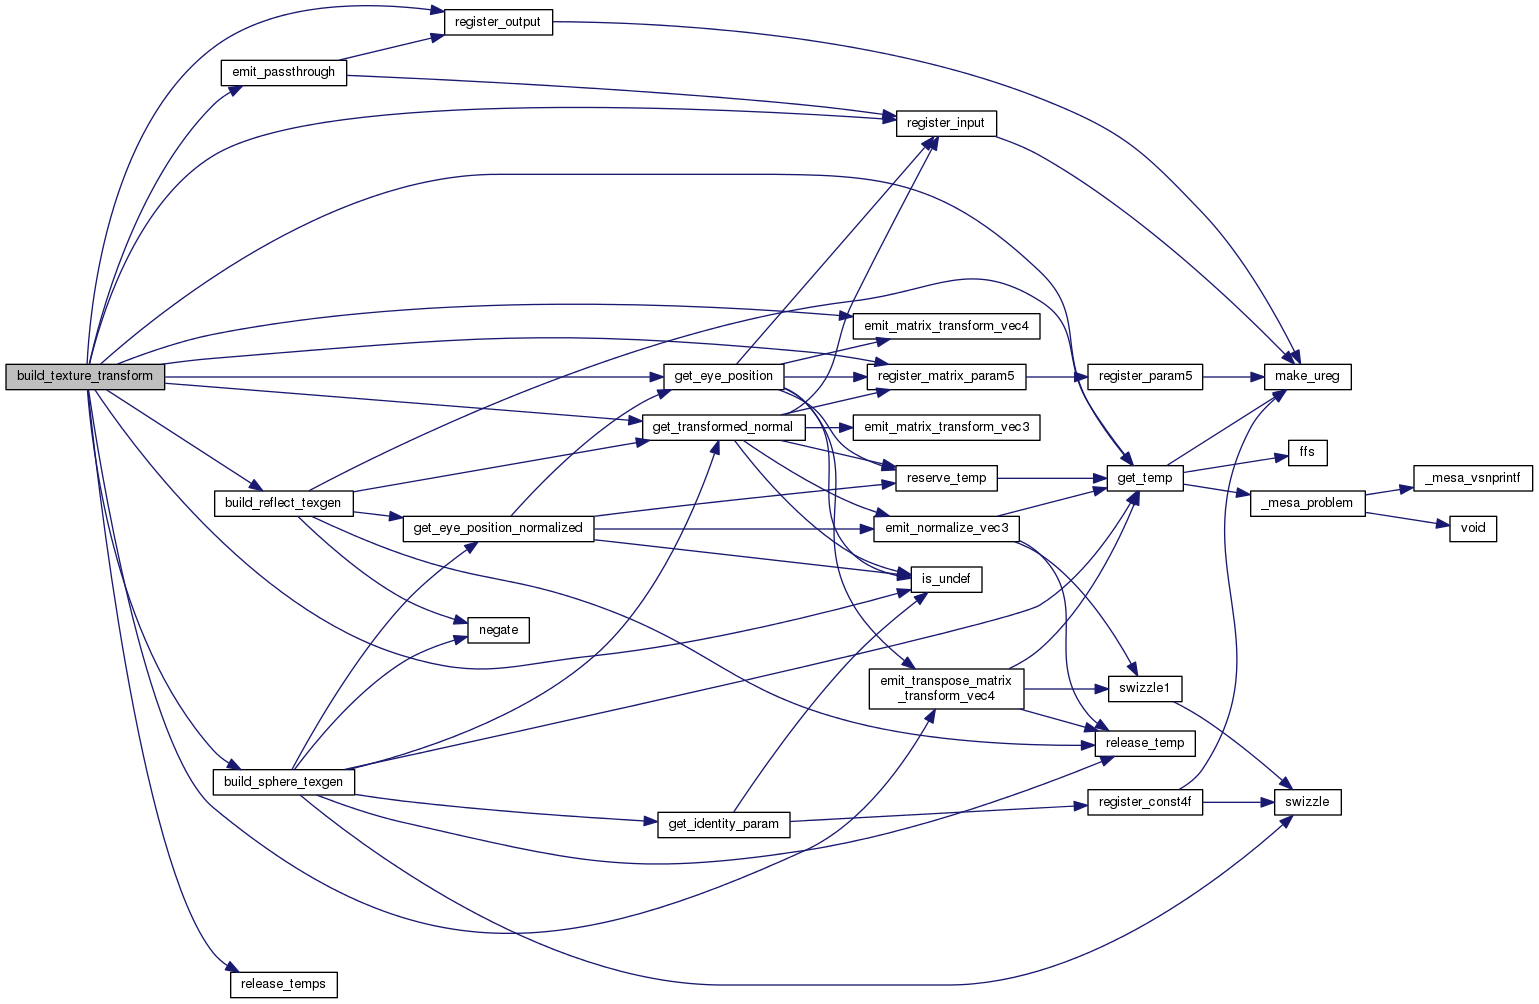 register_output
emit_passthrough
register_input
emit_matrix_transform_vec4
build_texture_transform
get_eye_position
register_matrix_param5
register_param5
make_ureg
get_transformed_normal
emit_matrix_transform_vec3
ffs
reserve_temp
get_temp
_mesa_vsnprintf
build_reflect_texgen
_mesa_problem
get_eye_position_normalized
emit_normalize_vec3
void
is_undef
negate
emit_transpose_matrix
_transform_vec4
swizzle1
release_temp
build_sphere_texgen
register_const4f
swizzle
get_identity_param
release_temps